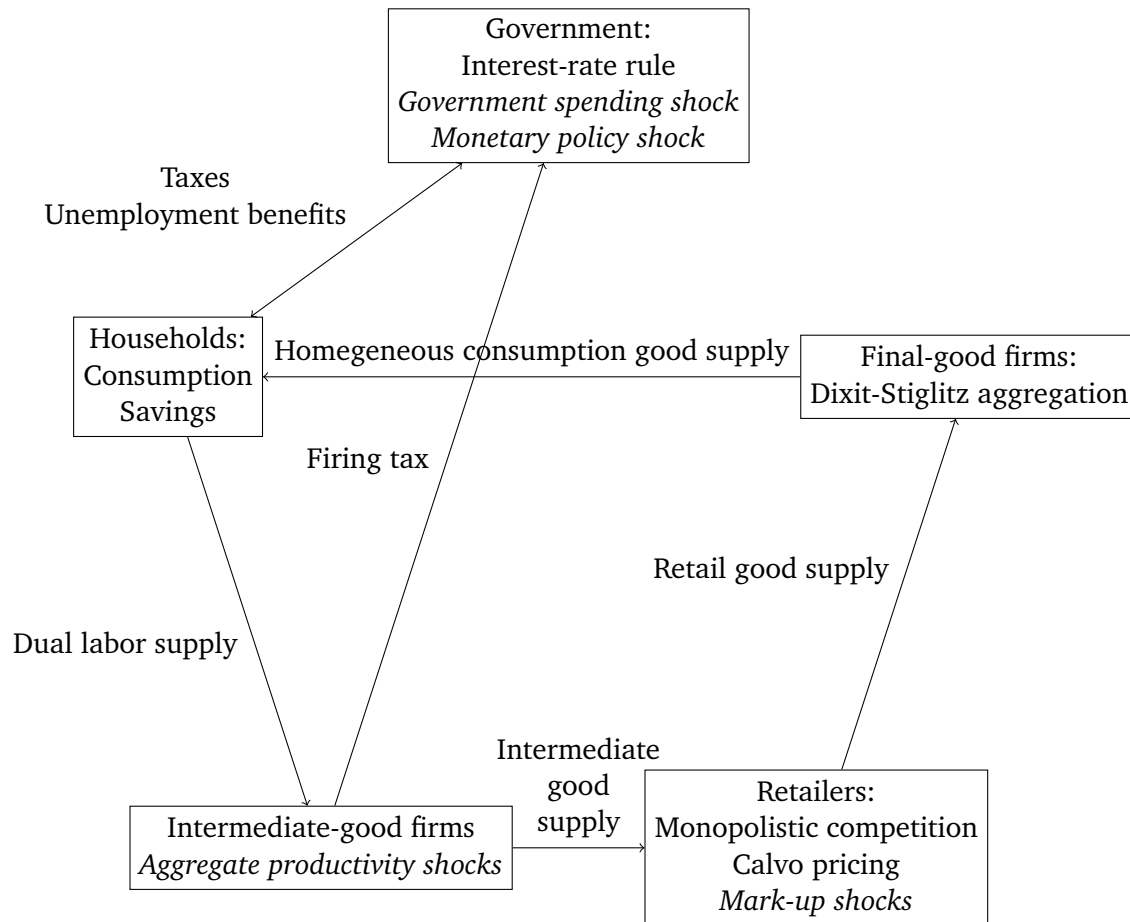 Government:
Interest-rate rule
Government spending shock
Monetary policy shock
Taxes
Unemployment benefits
Households:
Consumption
Savings
Homegeneous consumption good supply
Final-good firms:
Dixit-Stiglitz aggregation
Firing tax
Retail good supply
Dual labor supply
Intermediate
good
supply
Intermediate-good firms
Aggregate productivity shocks
Retailers:
Monopolistic competition
Calvo pricing
Mark-up shocks